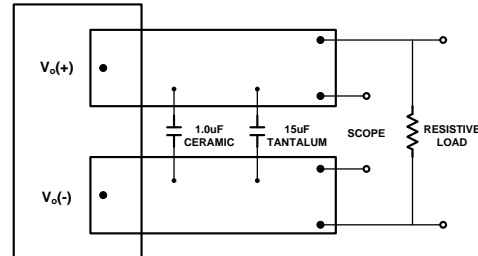 Vo(+)
1.0uF
CERAMIC
15uF
TANTALUM
SCOPE
RESISTIVE
LOAD
Vo(-)